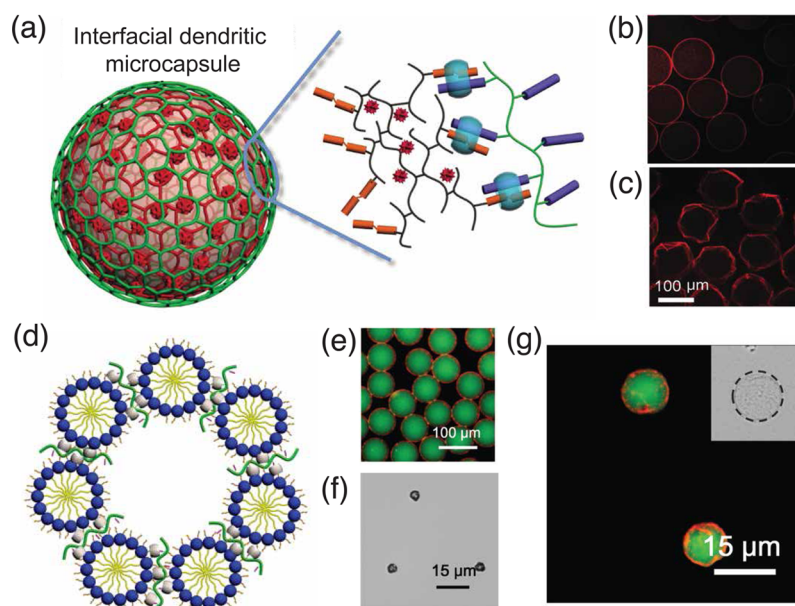 (a)
Interfacial dendritic
microcapsule
(b)
(c)
100 µm
(d)
(e)
100 µm
(f)
15 µm
(g)
15 µm